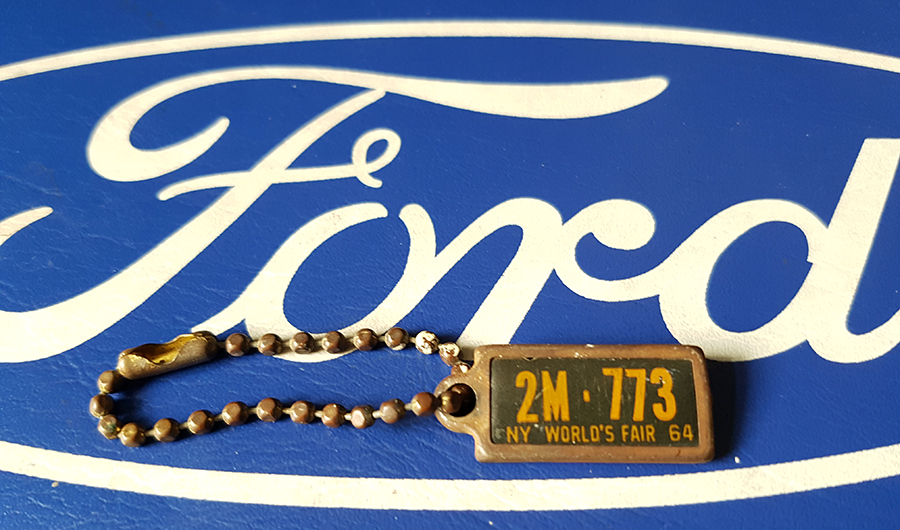 Ford
2M · 773
NY WORLD'S FAIR 64